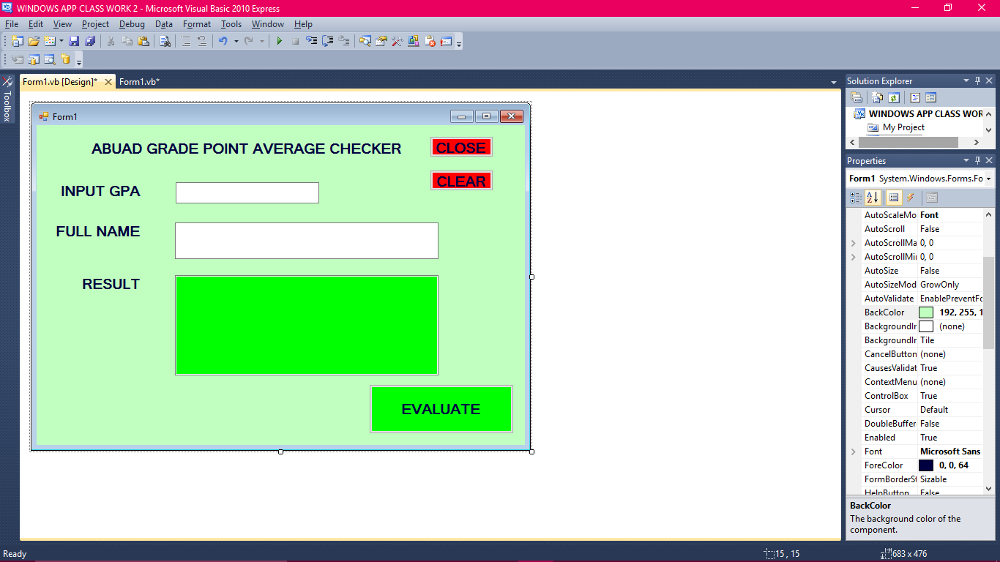 WINDOWS APP CLASS WORK 2 - Microsoft Visual Basic 2010 Express
File Edit View Project Debug Data Format Tools Window Help
Toolbox
Form1.vb [Design]* Form1.vb*
Form1
ABUAD GRADE POINT AVERAGE CHECKER
CLOSE
CLEAR
INPUT GPA
FULL NAME
RESULT
EVALUATE
Solution Explorer
WINDOWS APP CLASS WOR
My Project
Properties
Form1 System.Windows.Forms.Fo
AutoScaleMo Font
AutoScroll False
AutoScrollMa 0, 0
AutoScrollMi 0, 0
AutoSize False
AutoSizeMod GrowOnly
AutoValidate EnablePreventFo
BackColor 192, 255, 1
BackgroundIr (none)
BackgroundIr Tile
CancelButton (none)
CausesValidat True
ContextMenu (none)
ControlBox True
Cursor Default
DoubleBuffer False
Enabled True
Font Microsoft Sans
ForeColor 0, 0, 64
FormBorderSt Sizable
HelpButton False
BackColor
The background color of the
component.
Ready
15 , 15
683 x 476